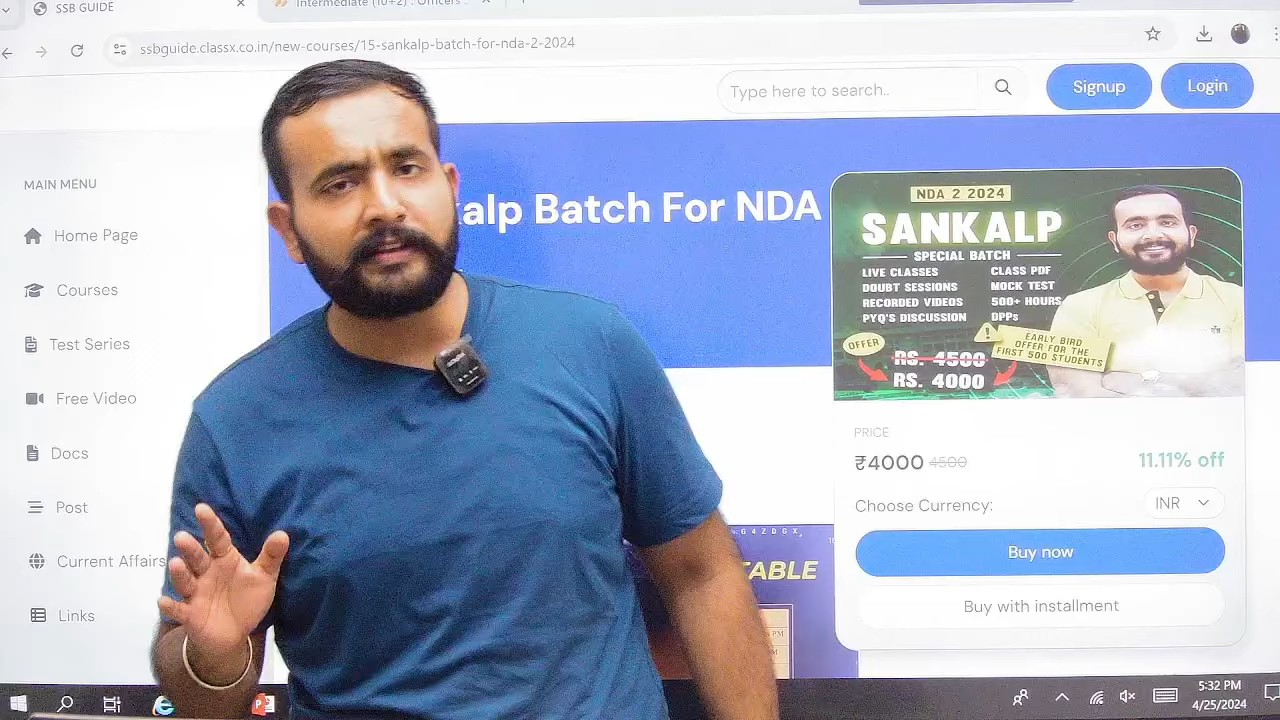 SSB GUIDE
Intermediate (10+2) : Officers
ssbguide.classx.co.in/new-courses/15-sankalp-batch-for-nda-2-2024
Type here to search..
Signup
Login
MAIN MENU
Home Page
Courses
Test Series
Free Video
Docs
Post
Current Affairs
Links
alp Batch For NDA
NDA 2 2024
SANKALP
SPECIAL BATCH
LIVE CLASSES
CLASS PDF
DOUBT SESSIONS
MOCK TEST
RECORDED VIDEOS
500+ HOURS
PYQ'S DISCUSSION
DPPs
OFFER
EARLY BIRD
OFFER FOR THE
FIRST 500 STUDENTS
RS. 4500
RS. 4000
PRICE
₹4000 4500
11.11% off
Choose Currency:
INR
Buy now
Buy with installment
TABLE
5:32 PM
4/25/2024